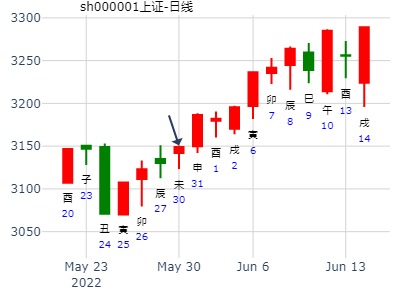 sh000001上证-日线
3300
3250
3200
3150
3100
3050
酉
20
子
23
丑
24
寅
25
卯
26
辰
27
未
30
申
31
酉
1
戌
2
寅
6
卯
7
辰
8
巳
9
午
10
酉
13
戌
14
May 23
2022
May 30
Jun 6
Jun 13